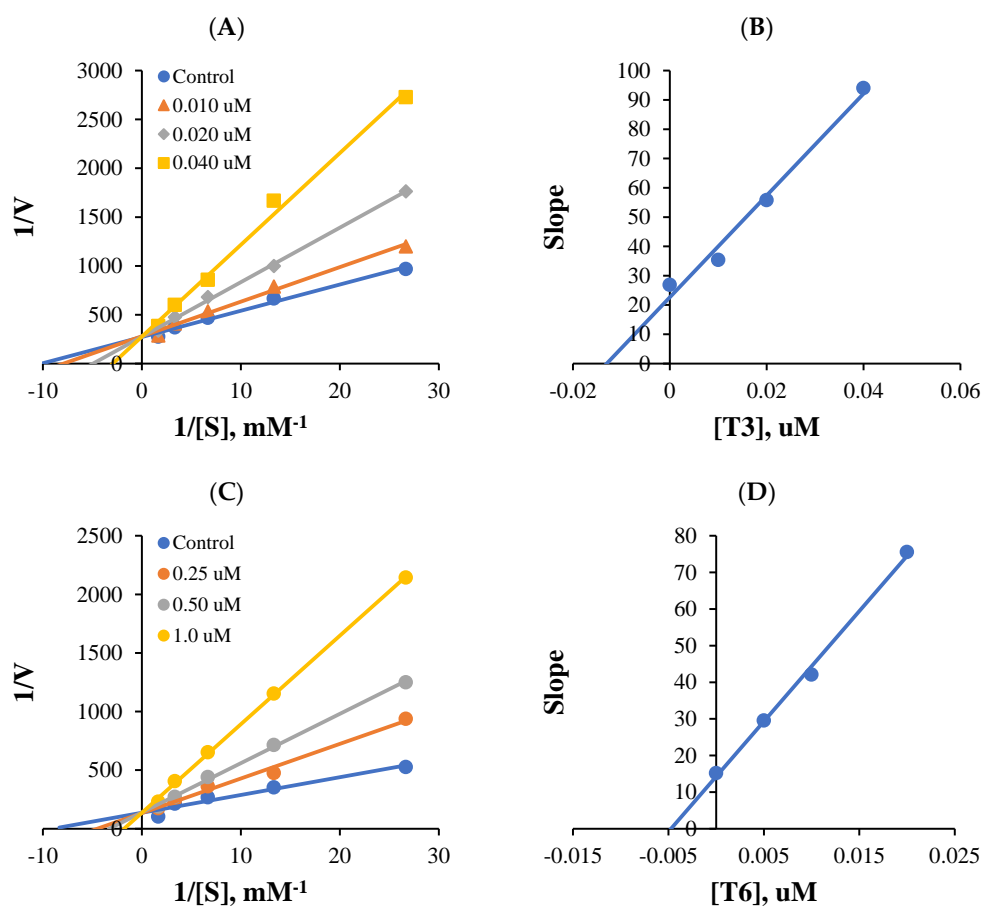 (A)
3000
2500
2000
1500
1000
500
0
1/V
Control
0.010 uM
0.020 uM
0.040 uM
-10 0 10 20 30
1/[S], mM-1
(B)
100
90
80
70
60
50
40
30
20
10
0
Slope
-0.02 0 0.02 0.04 0.06
[T3], uM
(C)
2500
2000
1500
1000
500
0
1/V
Control
0.25 uM
0.50 uM
1.0 uM
-10 0 10 20 30
1/[S], mM-1
(D)
80
70
60
50
40
30
20
10
0
Slope
-0.015 -0.005 0.005 0.015 0.025
[T6], uM